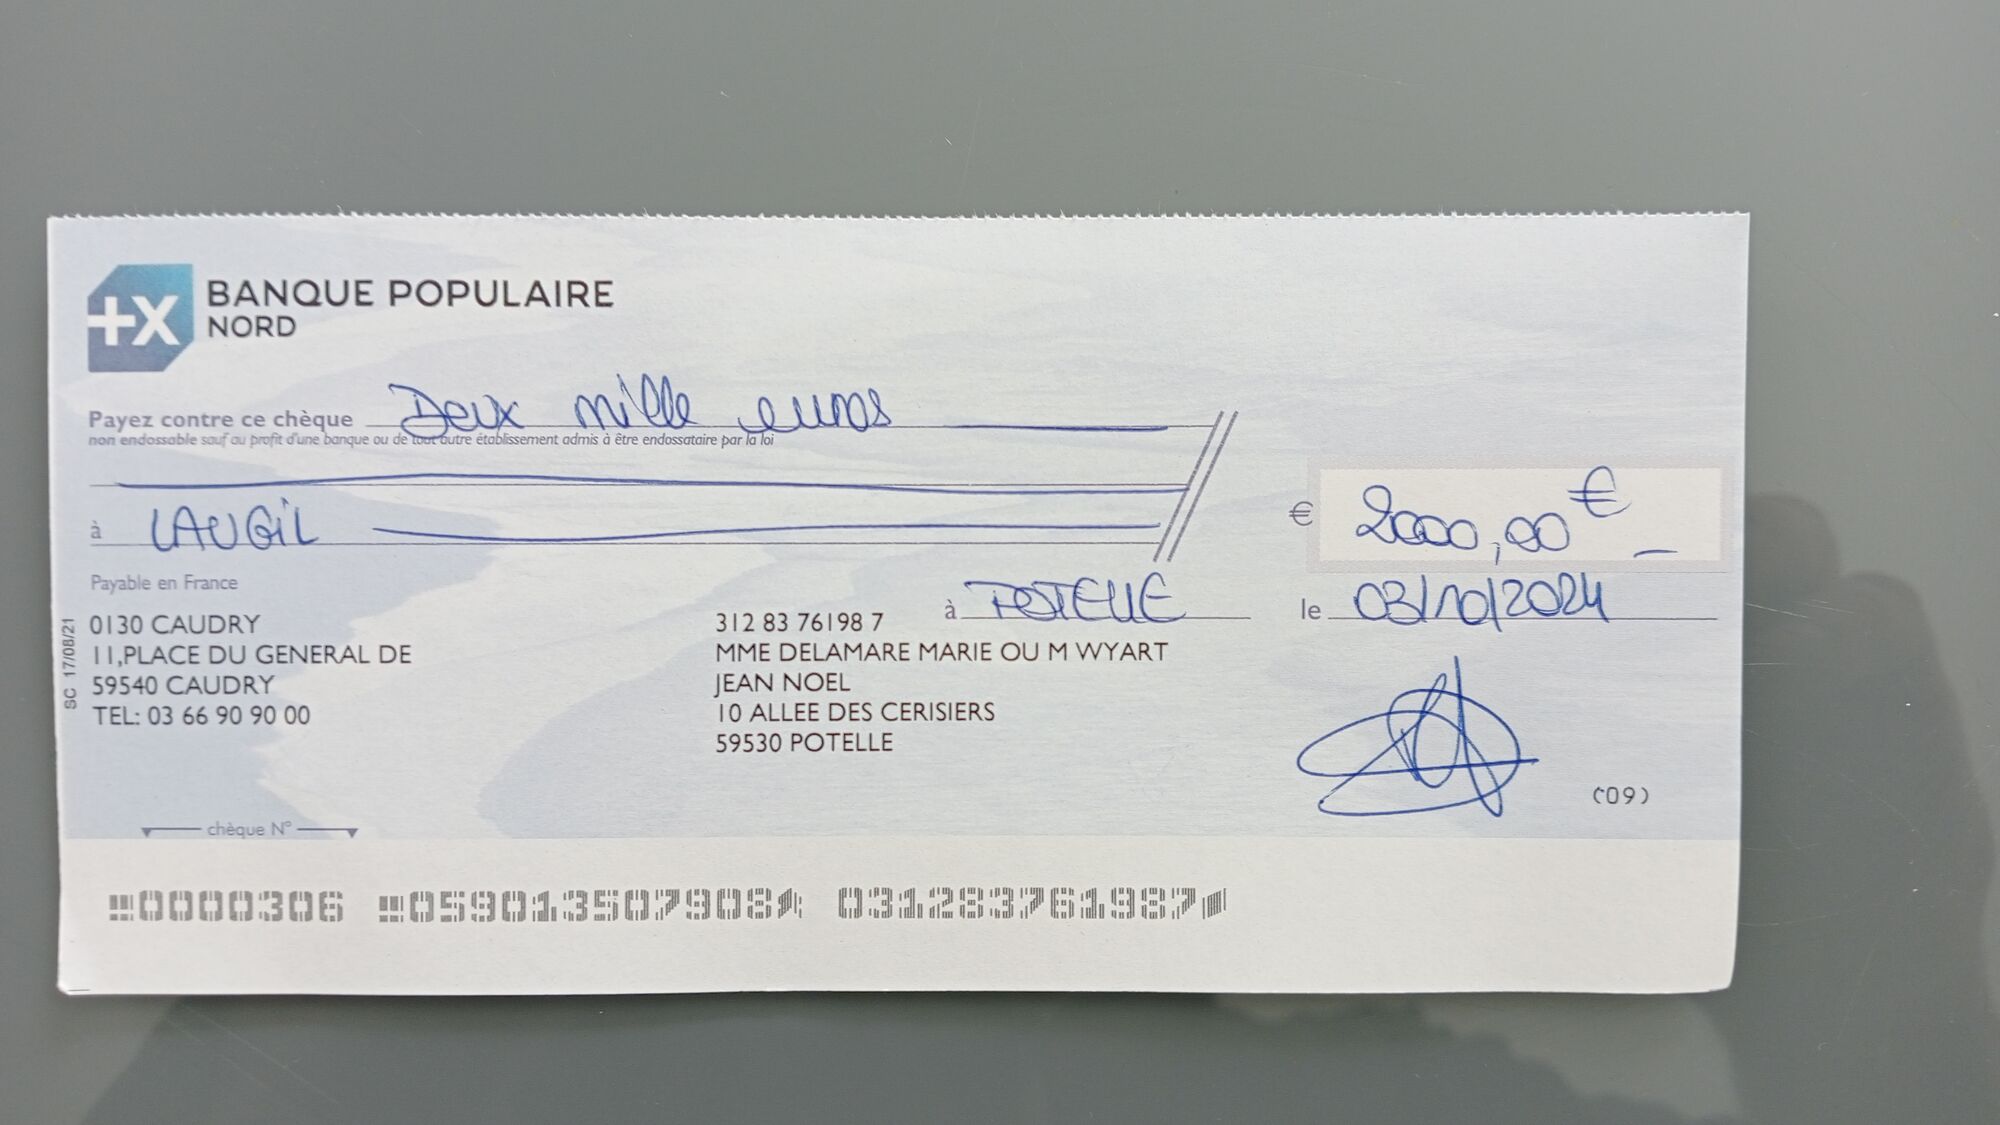 +X BANQUE POPULAIRE
NORD
Payez contre ce chèque Deux mille euros
non endossable sauf au profit d'une banque ou de tout autre établissement admis à être endossataire par la loi
à LAUGIL
€ 2000,00 €
Payable en France
à POTELLE le 03/10/2024
0130 CAUDRY
11,PLACE DU GENERAL DE
59540 CAUDRY
TEL: 03 66 90 90 00
SC 17/08/21
312 83 76198 7
MME DELAMARE MARIE OU M WYART
JEAN NOEL
10 ALLEE DES CERISIERS
59530 POTELLE
(09)
chèque N°
0000306 059013507908 031283761987